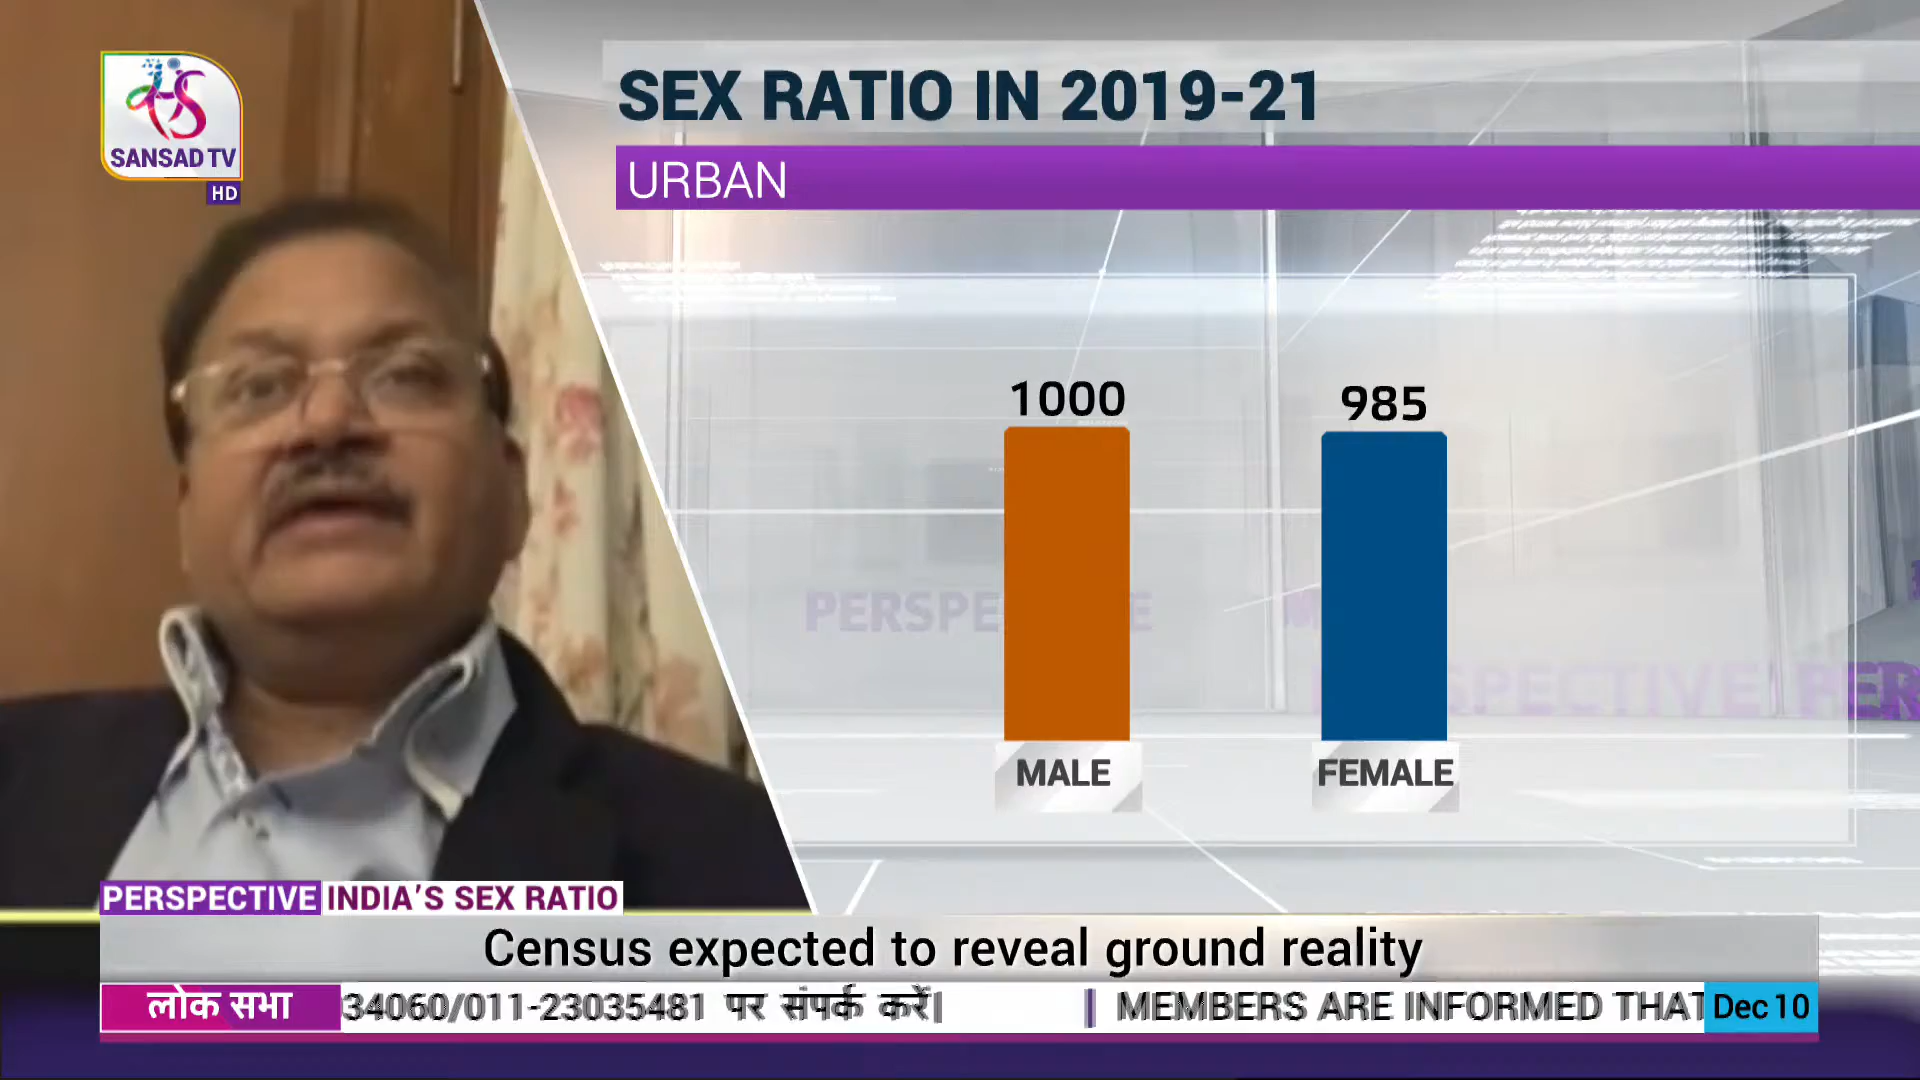 SANSAD TV
HD
SEX RATIO IN 2019-21
URBAN
1000
985
MALE
FEMALE
PERSPECTIVE INDIA'S SEX RATIO
Census expected to reveal ground reality
लोक सभा 34060/011-23035481 पर संपर्क करें। | MEMBERS ARE INFORMED THAT Dec 10